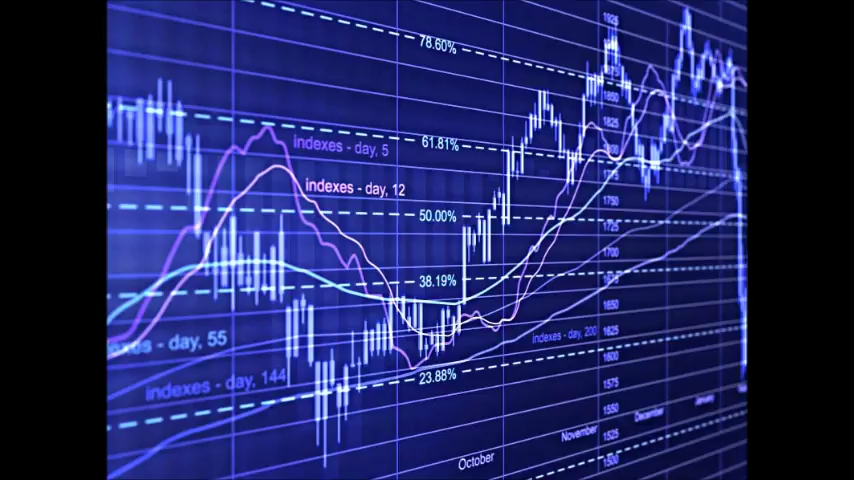 78.60%
indexes - day, 5
61.81%
indexes - day, 12
50.00%
38.19%
indexes - day, 55
indexes - day, 200
indexes - day, 144
23.88%
1925
1850
1825
1800
1775
1750
1725
1700
1675
1650
1625
1600
1575
1550
1525
1500
October
November
December
January